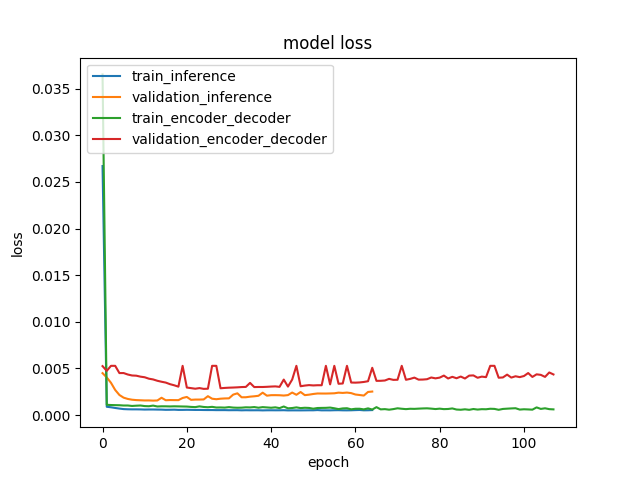 model loss
train_inference
validation_inference
train_encoder_decoder
validation_encoder_decoder
0.035
0.030
0.025
0.020
0.015
0.010
0.005
0.000
loss
0
20
40
60
80
100
epoch